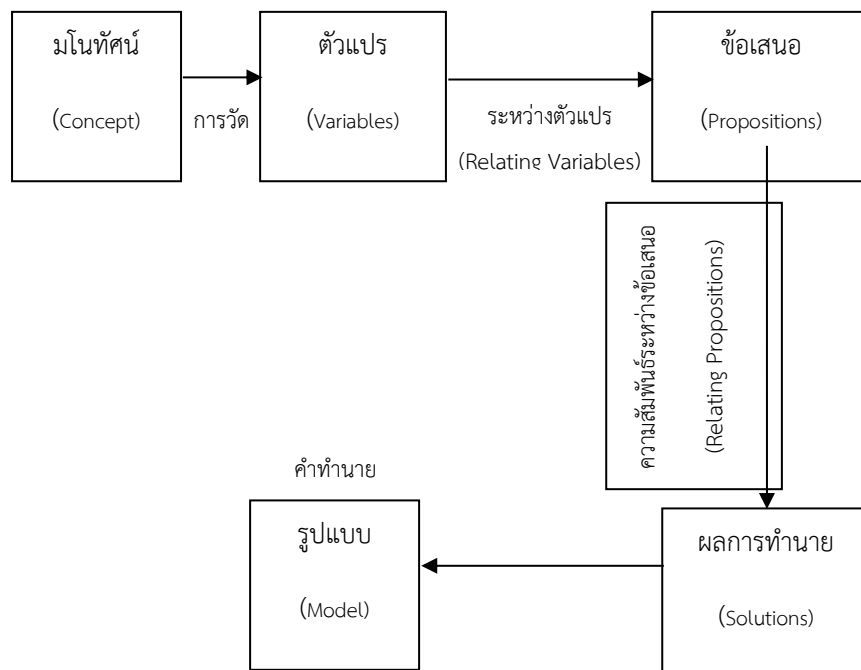 มโนทัศน์
(Concept)
การวัด
ตัวแปร
(Variables)
ระหว่างตัวแปร
(Relating Variables)
ข้อเสนอ
(Propositions)
ความสัมพันธ์ระหว่างข้อเสนอ
(Relating Propositions)
ผลการทำนาย
(Solutions)
คำทำนาย
รูปแบบ
(Model)